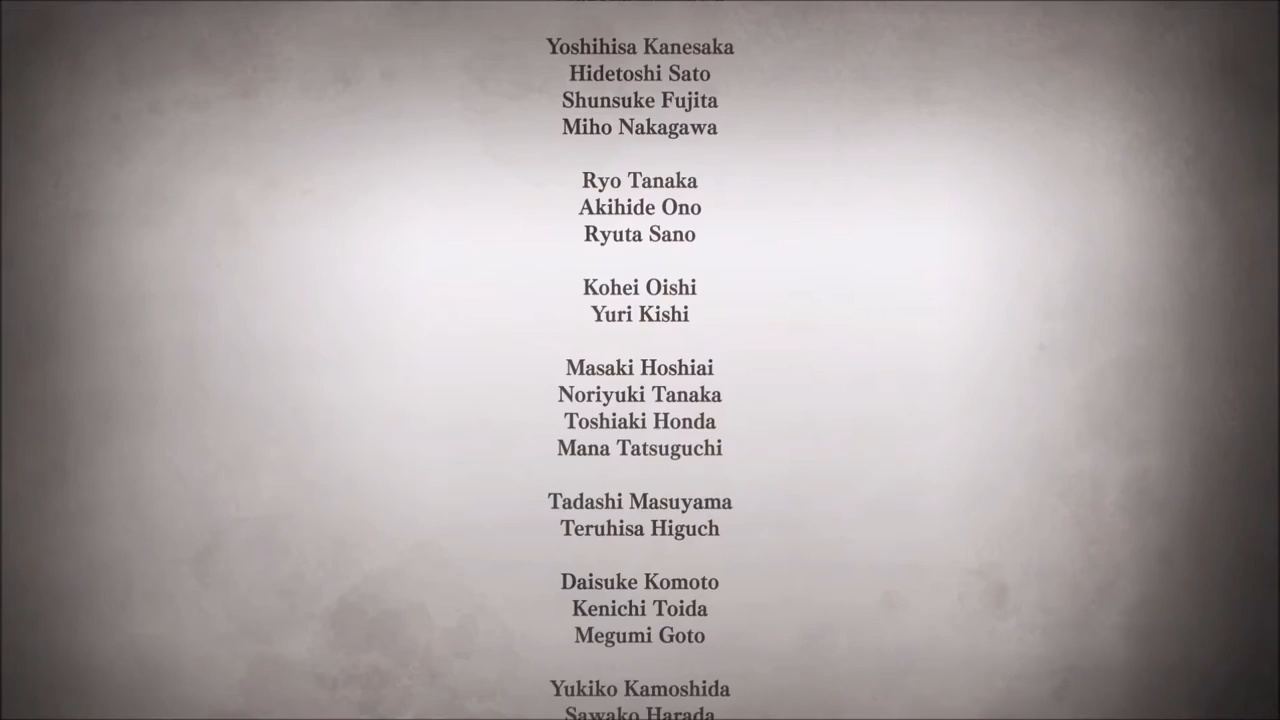 Yoshihisa Kanesaka
Hidetoshi Sato
Shunsuke Fujita
Miho Nakagawa
Ryo Tanaka
Akihide Ono
Ryuta Sano
Kohei Oishi
Yuri Kishi
Masaki Hoshiai
Noriyuki Tanaka
Toshiaki Honda
Mana Tatsuguchi
Tadashi Masuyama
Teruhisa Higuch
Daisuke Komoto
Kenichi Toida
Megumi Goto
Yukiko Kamoshida
Sawako Harada